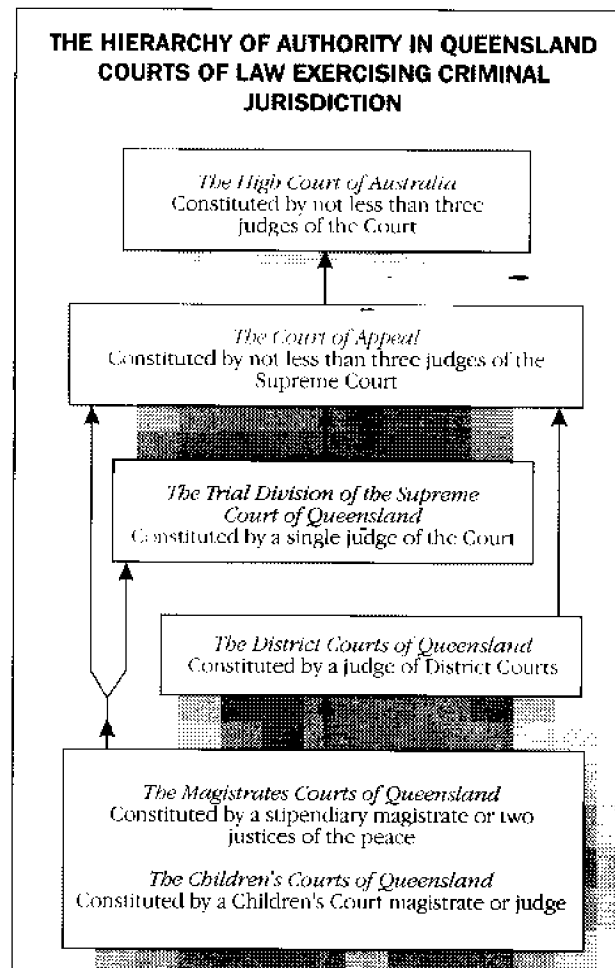 THE HIERARCHY OF AUTHORITY IN QUEENSLAND
COURTS OF LAW EXERCISING CRIMINAL
JURISDICTION
The High Court of Australia
Constituted by not less than three
judges of the Court
The Court of Appeal
Constituted by not less than three judges of the
Supreme Court
The Trial Division of the Supreme
Court of Queensland
Constituted by a single judge of the Court
The District Courts of Queensland
Constituted by a judge of District Courts
The Magistrates Courts of Queensland
Constituted by a stipendiary magistrate or two
justices of the peace
The Children's Courts of Queensland
Constituted by a Children's Court magistrate or judge